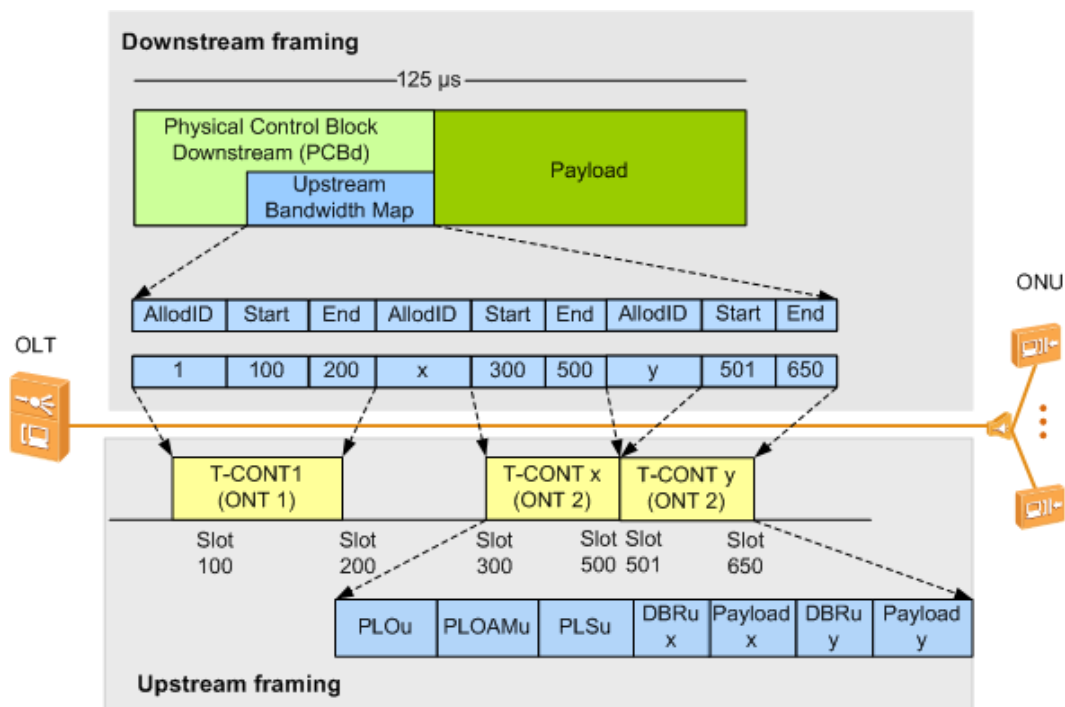 Downstream framing
125 μs
Physical Control Block
Downstream (PCBd)
Upstream
Bandwidth Map
Payload
AllodID Start End AllodID Start End AllodID Start End
1 100 200 x 300 500 y 501 650
OLT
ONU
T-CONT1
(ONT 1)
T-CONT x
(ONT 2)
T-CONT y
(ONT 2)
Slot
100
Slot
200
Slot
300
Slot
500
Slot
501
Slot
650
PLOu
PLOAMu
PLSu
DBRu
x
Payload
x
DBRu
y
Payload
y
Upstream framing